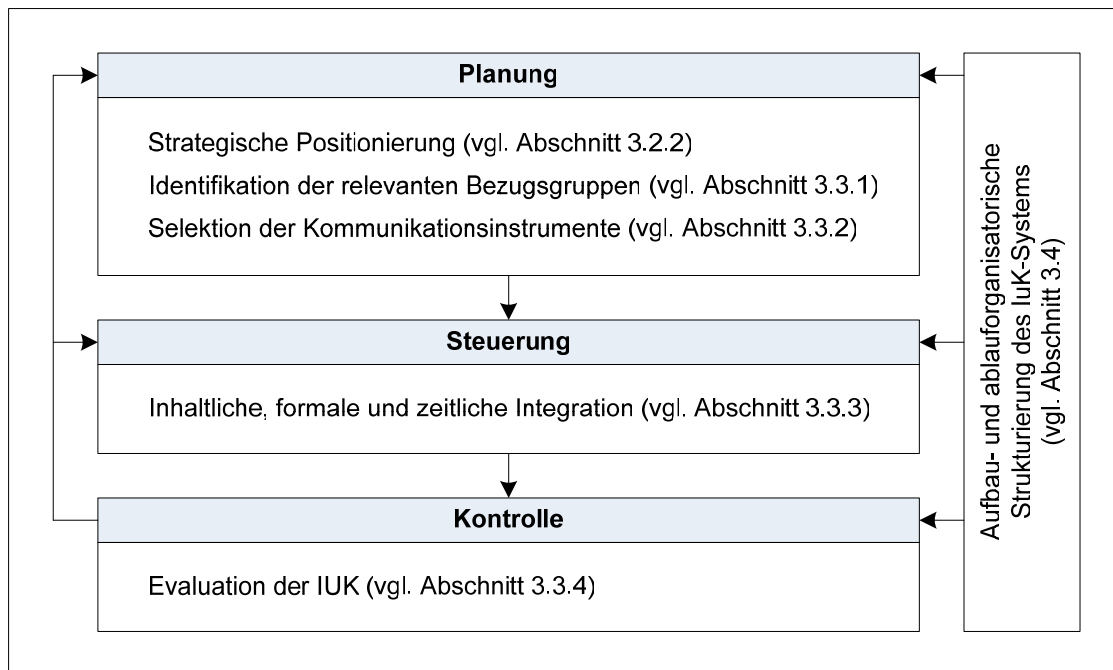 Planung
Strategische Positionierung (vgl. Abschnitt 3.2.2)
Identifikation der relevanten Bezugsgruppen (vgl. Abschnitt 3.3.1)
Selektion der Kommunikationsinstrumente (vgl. Abschnitt 3.3.2)
Steuerung
Inhaltliche, formale und zeitliche Integration (vgl. Abschnitt 3.3.3)
Kontrolle
Evaluation der IUK (vgl. Abschnitt 3.3.4)
Aufbau- und ablauforganisatorische
Strukturierung des IuK-Systems
(vgl. Abschnitt 3.4)